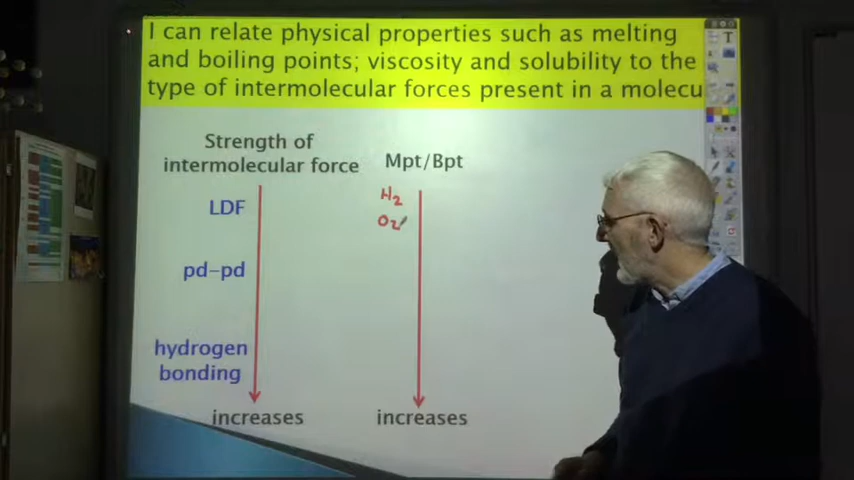 I can relate physical properties such as melting
and boiling points; viscosity and solubility to the
type of intermolecular forces present in a molecu
Strength of
intermolecular force
Mpt/Bpt
H2
LDF
O2
pd-pd
hydrogen
bonding
increases
increases